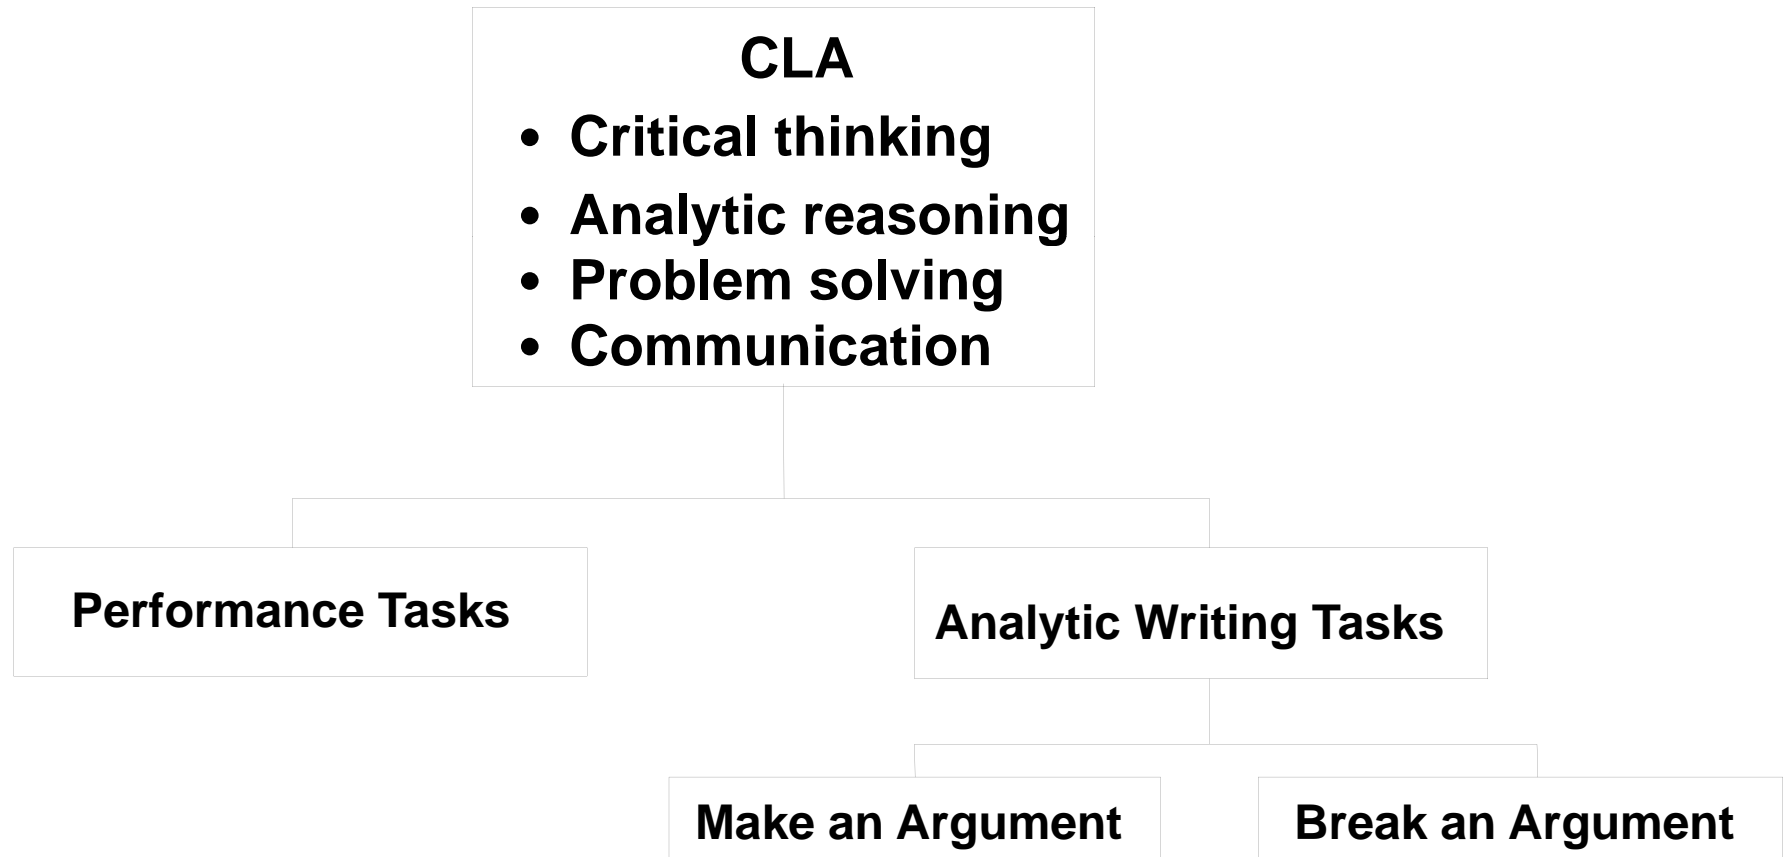 CLA
• Critical thinking
• Analytic reasoning
• Problem solving
• Communication
Performance Tasks
Analytic Writing Tasks
Make an Argument
Break an Argument